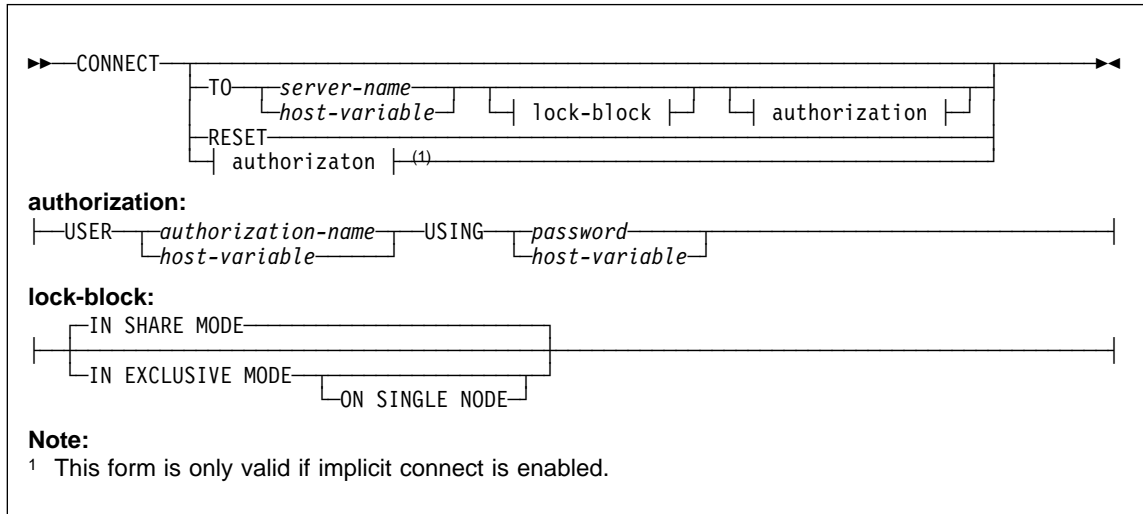 CONNECT
TO server-name
host-variable lock-block authorization
RESET
authorizaton (1)
authorization:
USER authorization-name USING password
host-variable host-variable
lock-block:
IN SHARE MODE
IN EXCLUSIVE MODE
ON SINGLE NODE
Note:
1 This form is only valid if implicit connect is enabled.